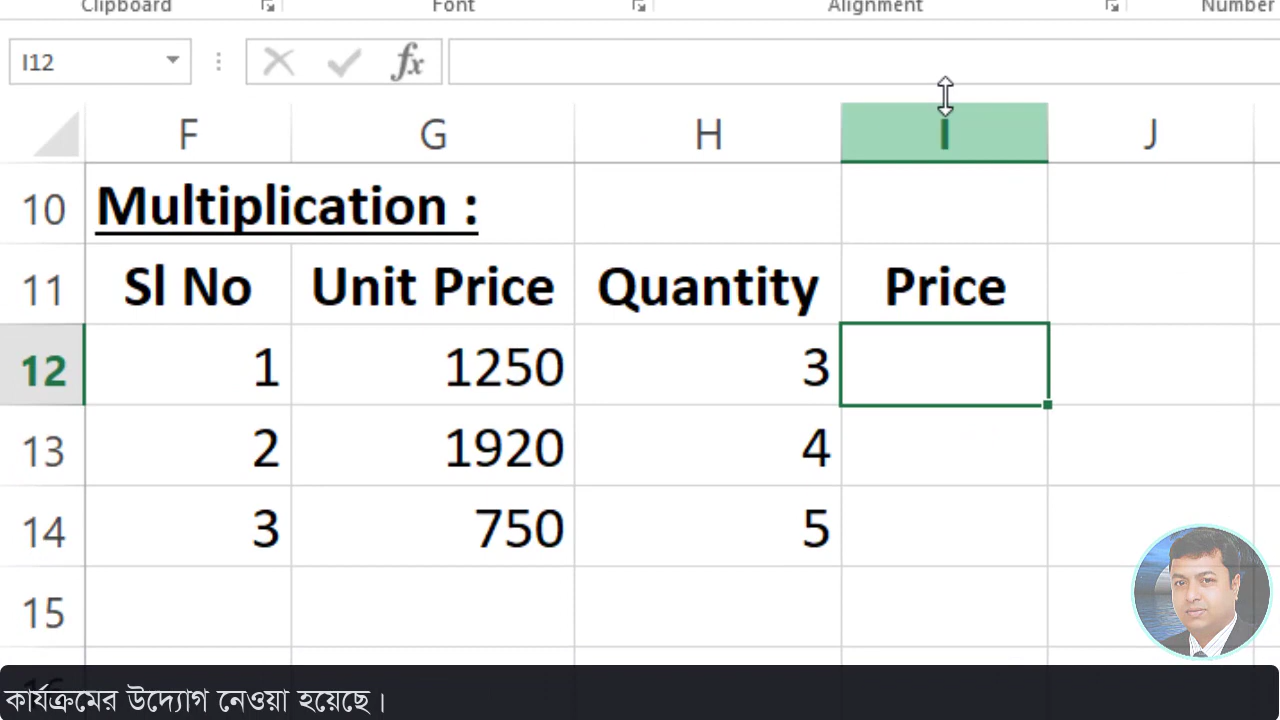 Clipboard Font Alignment Number
I12 fx
F G H I J
10 Multiplication :
11 Sl No Unit Price Quantity Price
12 1 1250 3
13 2 1920 4
14 3 750 5
15
কার্যক্রমের উদ্যোগ নেওয়া হয়েছে।